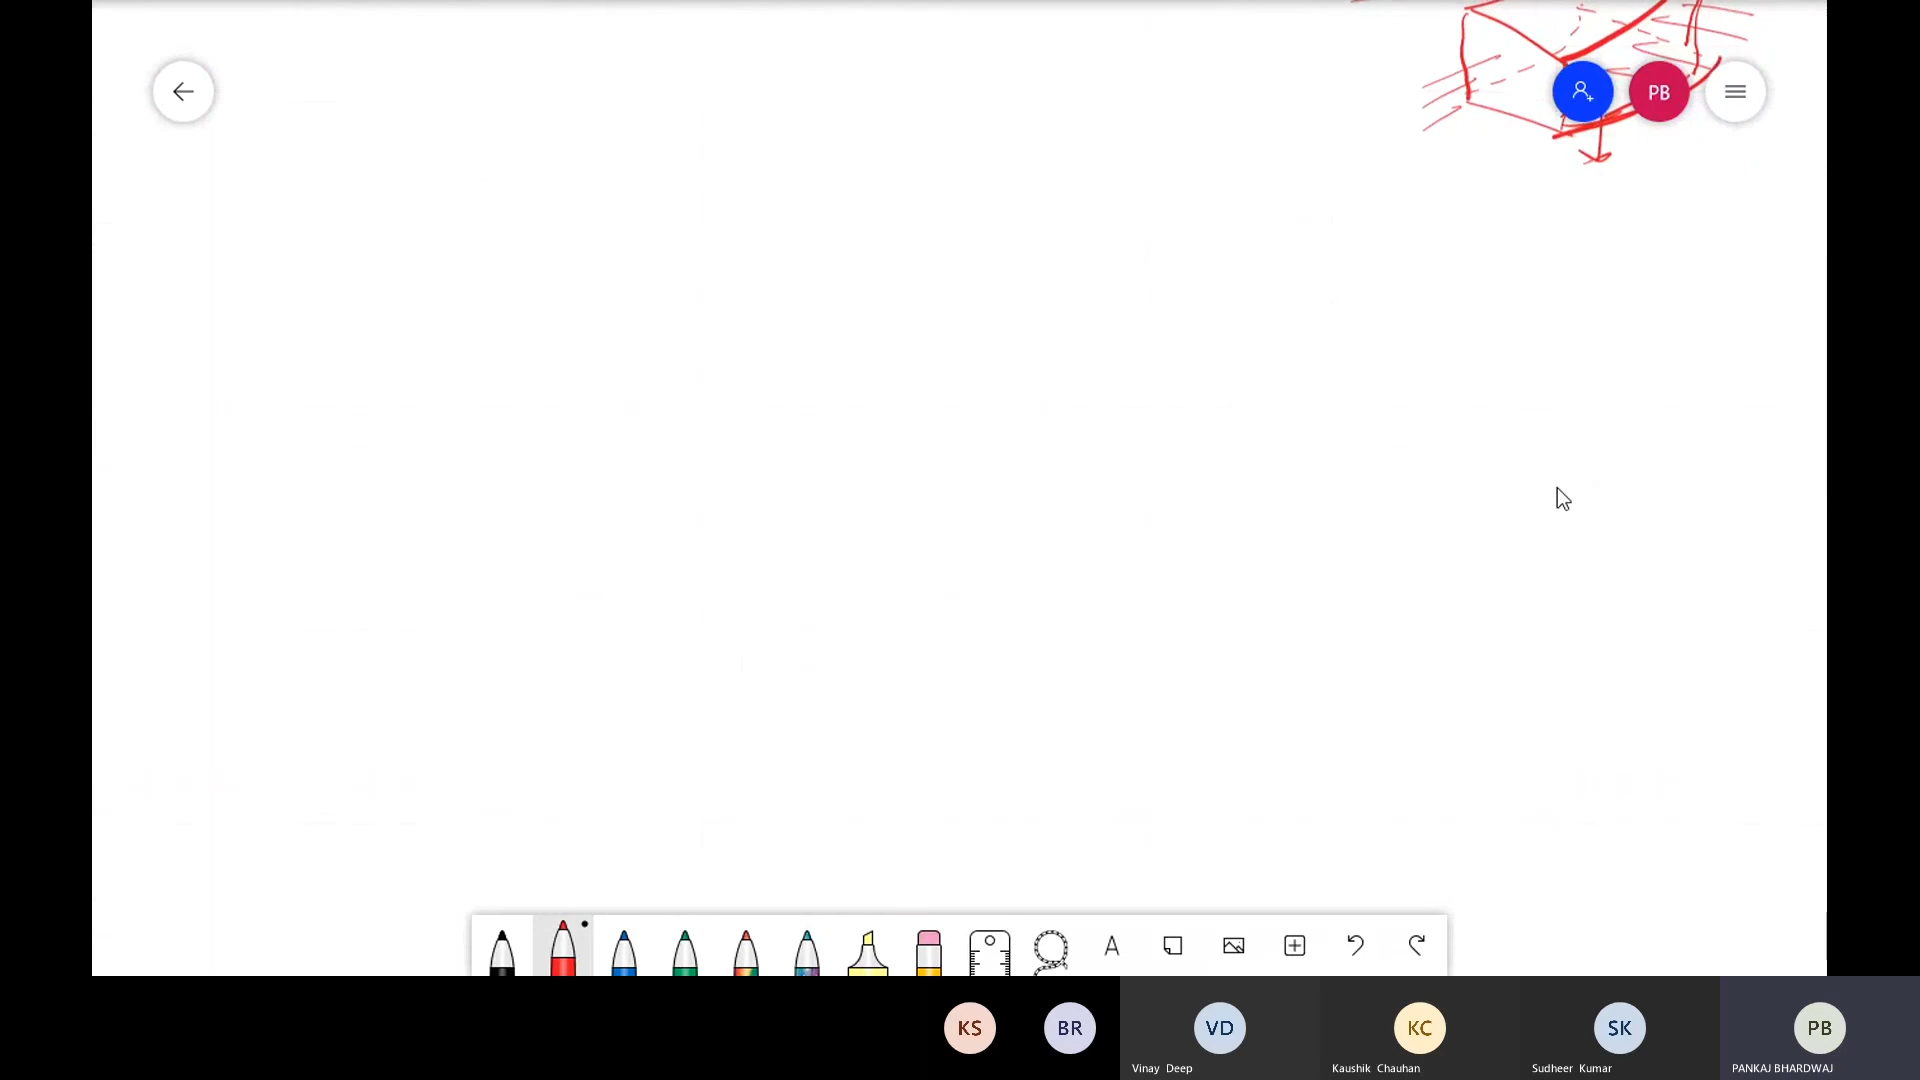 PB
A
KS
BR
VD
KC
SK
PB
Vinay Deep
Kaushik Chauhan
Sudheer Kumar
PANKAJ BHARDWAJ